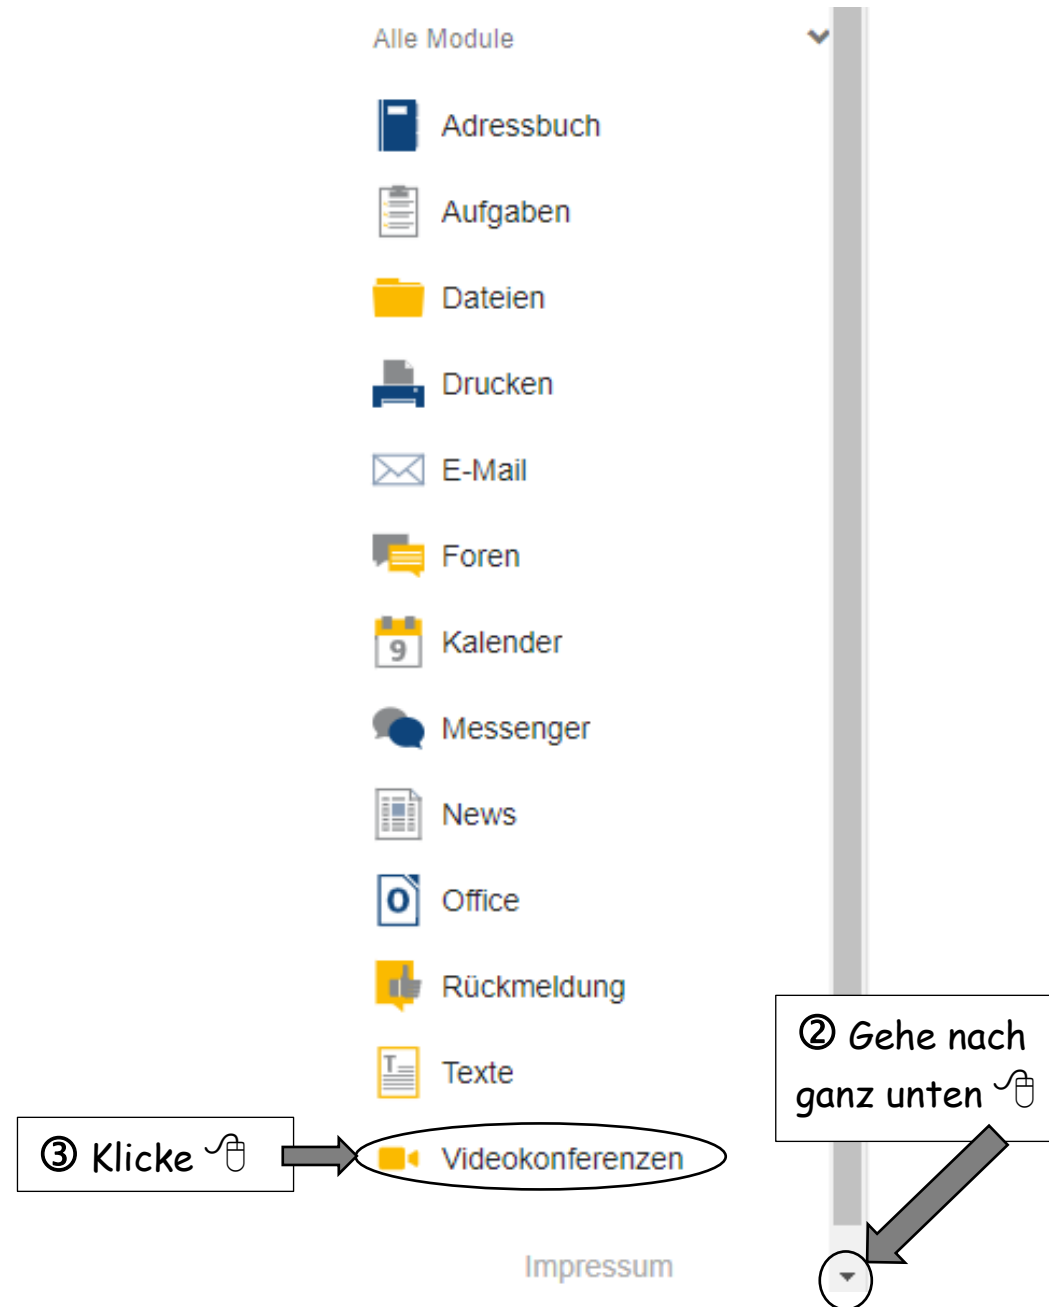 Alle Module
Adressbuch
Aufgaben
Dateien
Drucken
E-Mail
Foren
9
Kalender
Messenger
News
O
Office
Rückmeldung
② Gehe nach
ganz unten
T
Texte
③ Klicke
Videokonferenzen
Impressum